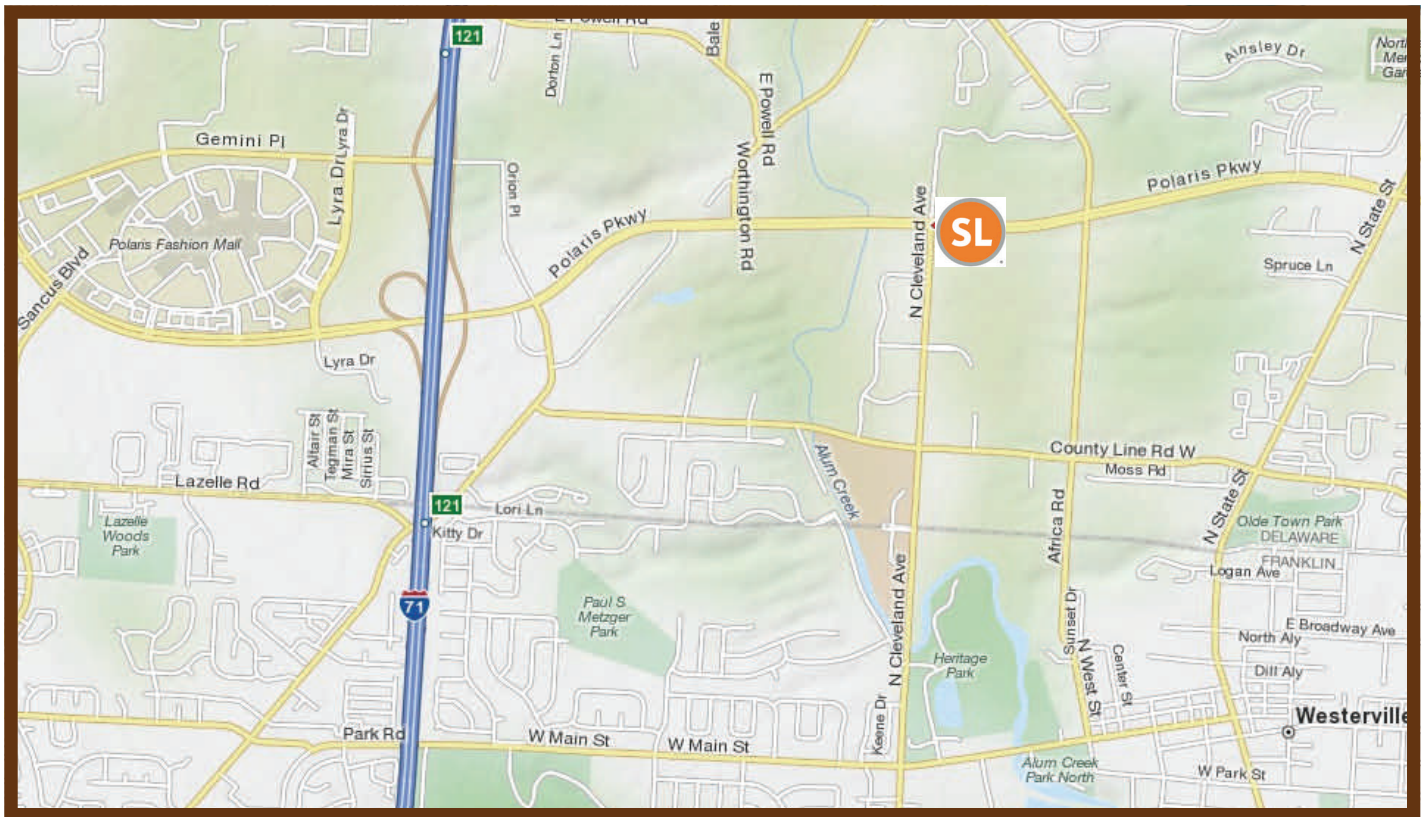 E Powell Rd
121
Dorton Ln
Bale
Ainsley Dr
E Powell Rd
Gemini Pl
Lyra Dr
Lyra Dr
Orion Pl
Worthington Rd
Polaris Pkwy
N State St
N Cleveland Ave
SL
Polaris Pkwy
Polaris Fashion Mall
Sancus Blvd
Spruce Ln
Lyra Dr
Altair St
Tegman St
Mira St
Sirrius St
Lazelle Rd
121
Lori Ln
Kitty Dr
Alum Creek
County Line Rd W
Moss Rd
N State St
Africa Rd
Lazelle
Woods
Park
Olde Town Park
DELAWARE
FRANKLIN
Logan Ave
71
Paul S
Metzger
Park
N Cleveland Ave
Heritage
Park
Sunset Dr
N West St
Center St
E Broadway Ave
North Aly
Dill Aly
Park Rd
W Main St
W Main St
Keene Dr
Westerville
Alum Creek
Park North
W Park St